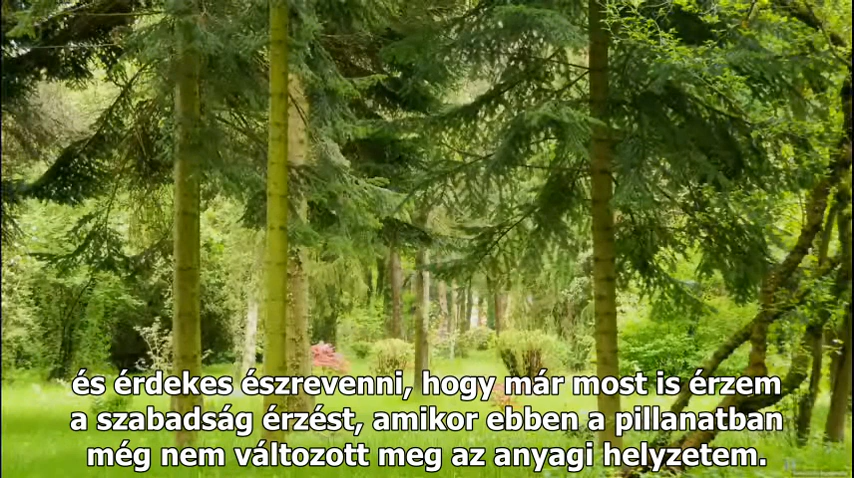 és érdekes észrevenni, hogy már most is érzem
a szabadság érzést, amikor ebben a pillanatban
még nem változott meg az anyagi helyzetem.